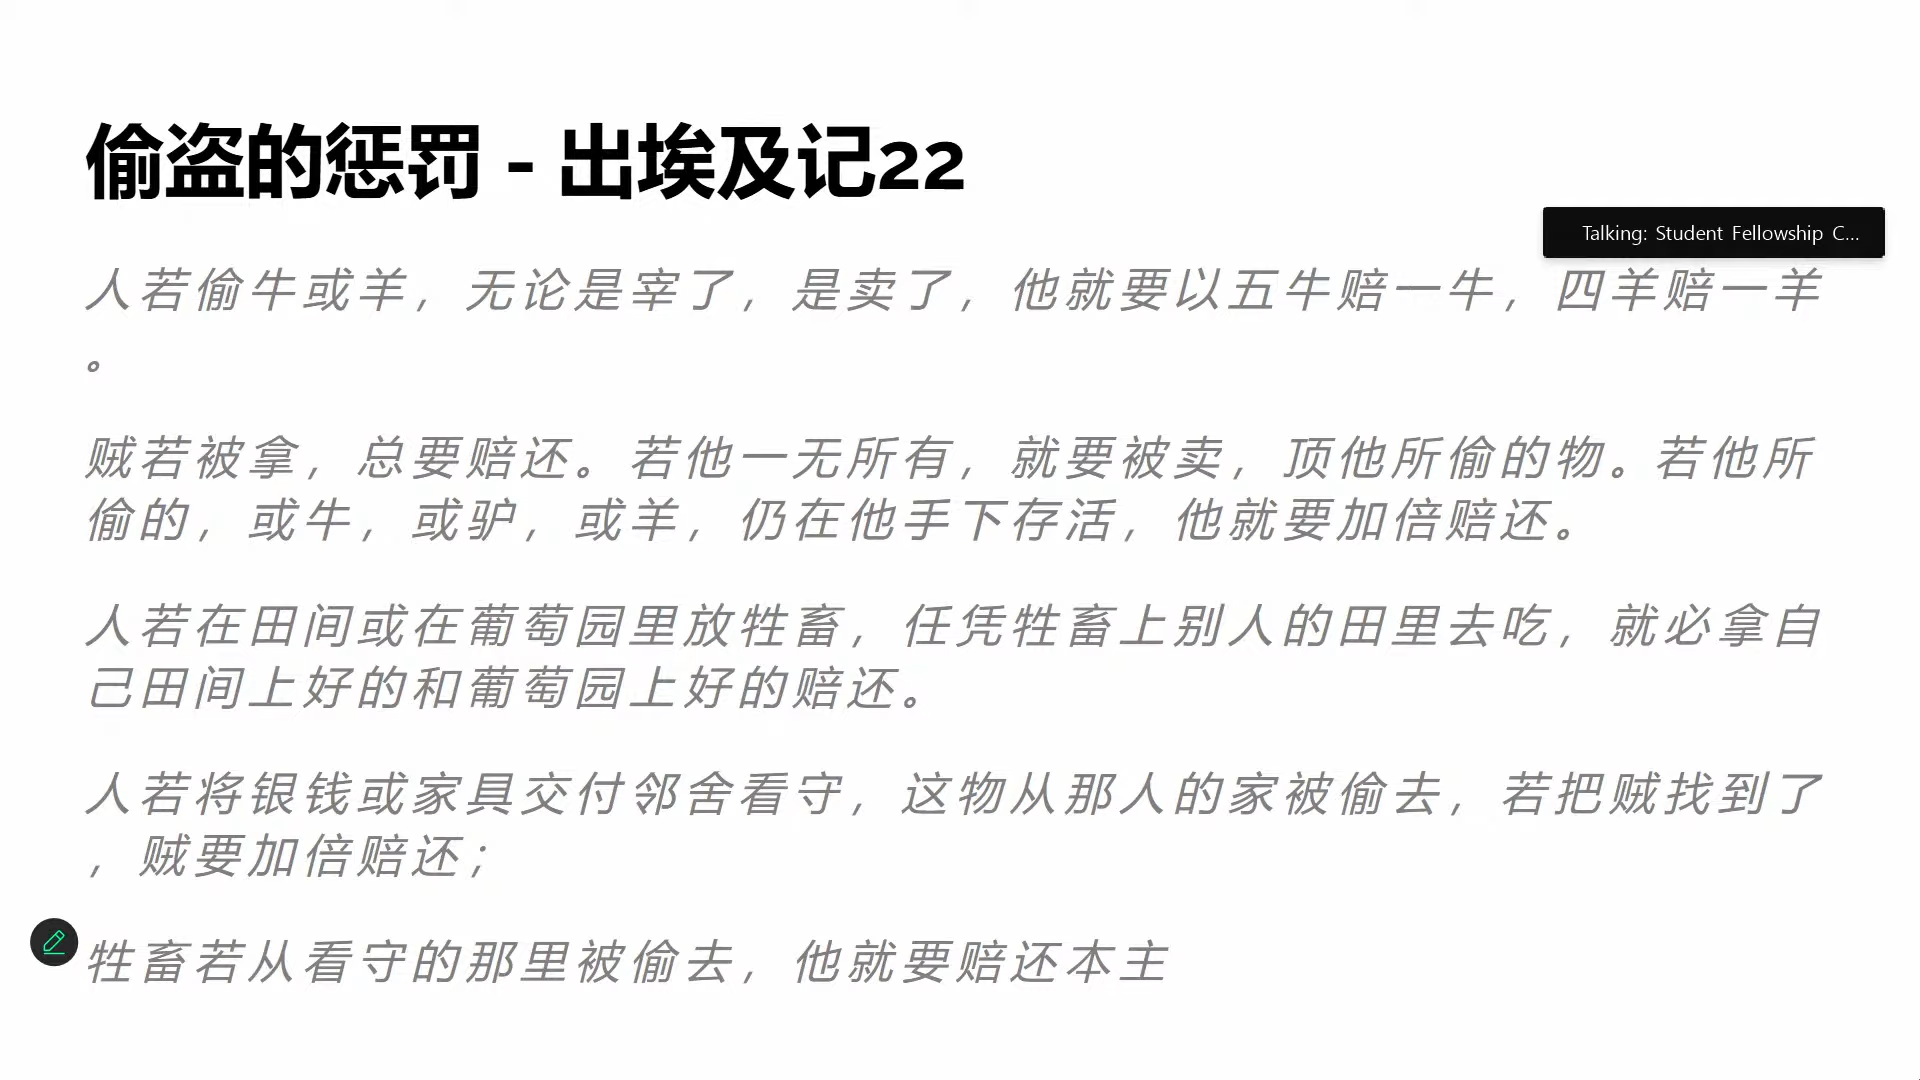 偷盗的惩罚 - 出埃及记22
Talking: Student Fellowship C...
人若偷牛或羊，无论是宰了，是卖了，他就要以五牛赔一牛，四羊赔一羊
。
贼若被拿，总要赔还。若他一无所有，就要被卖，顶他所偷的物。若他所
偷的，或牛，或驴，或羊，仍在他手下存活，他就要加倍赔还。
人若在田间或在葡萄园里放牲畜，任凭牲畜上别人的田里去吃，就必拿自
己田间上好的和葡萄园上好的赔还。
人若将银钱或家具交付邻舍看守，这物从那人的家被偷去，若把贼找到了
，贼要加倍赔还；
牲畜若从看守的那里被偷去，他就要赔还本主